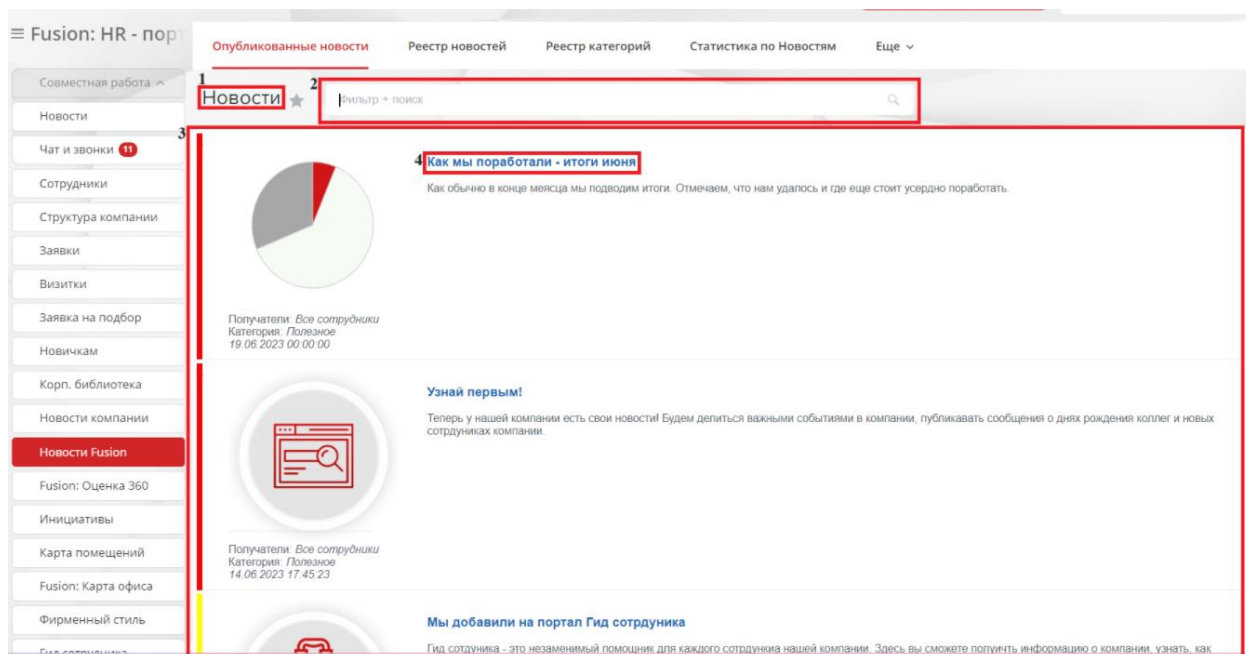 Fusion: HR - порт
Опубликованные новости
Реестр новостей
Реестр категорий
Статистика по Новостям
Еще
Совместная работа
Новости
Чат и звонки 11
Сотрудники
Структура компании
Заявки
Визитки
Заявка на подбор
Новичкам
Корп. библиотека
Новости компании
Новости Fusion
Fusion: Оценка 360
Инициативы
Карта помещений
Fusion: Карта офиса
Фирменный стиль
Гид сотрудника
1
Новости
2
Фильтр + поиск
3
4
Как мы поработали - итоги июня
Как обычно в конце меясца мы подводим итоги. Отмечаем, что нам удалось и где еще стоит усердно поработать.
Получатели: Все сотрудники
Категория: Полезное
19.06.2023 00:00:00
Узнай первым!
Теперь у нашей компании есть свои новости! Будем делиться важными событиями в компании, публикавать сообщения о днях рождения коллег и новых
сотрдуниках компании.
Получатели: Все сотрудники
Категория: Полезное
14.06.2023 17:45:23
Мы добавили на портал Гид сотрдуника
Гид сотдуника - это незаменимый помощник для каждого сотрдункиа нашей компании. Здесь вы сможете получить информацию о компании, узнать, как